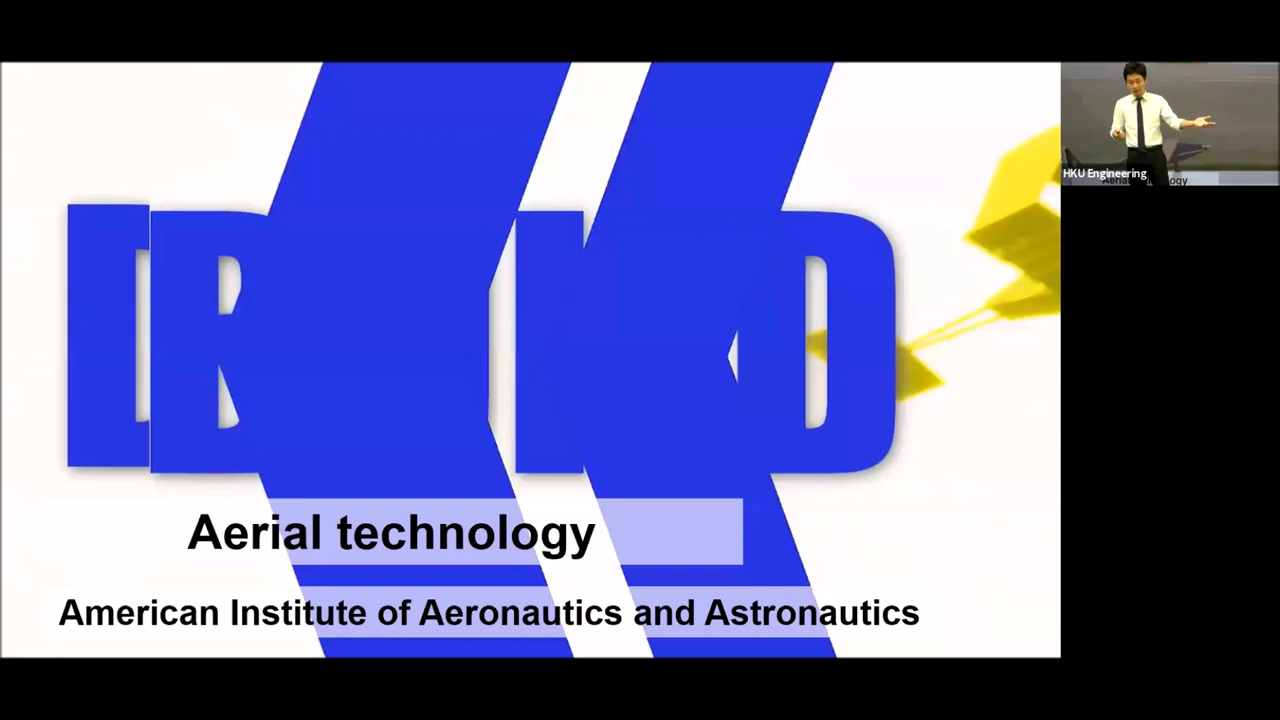 HKU Engineering
Aerial technology
American Institute of Aeronautics and Astronautics